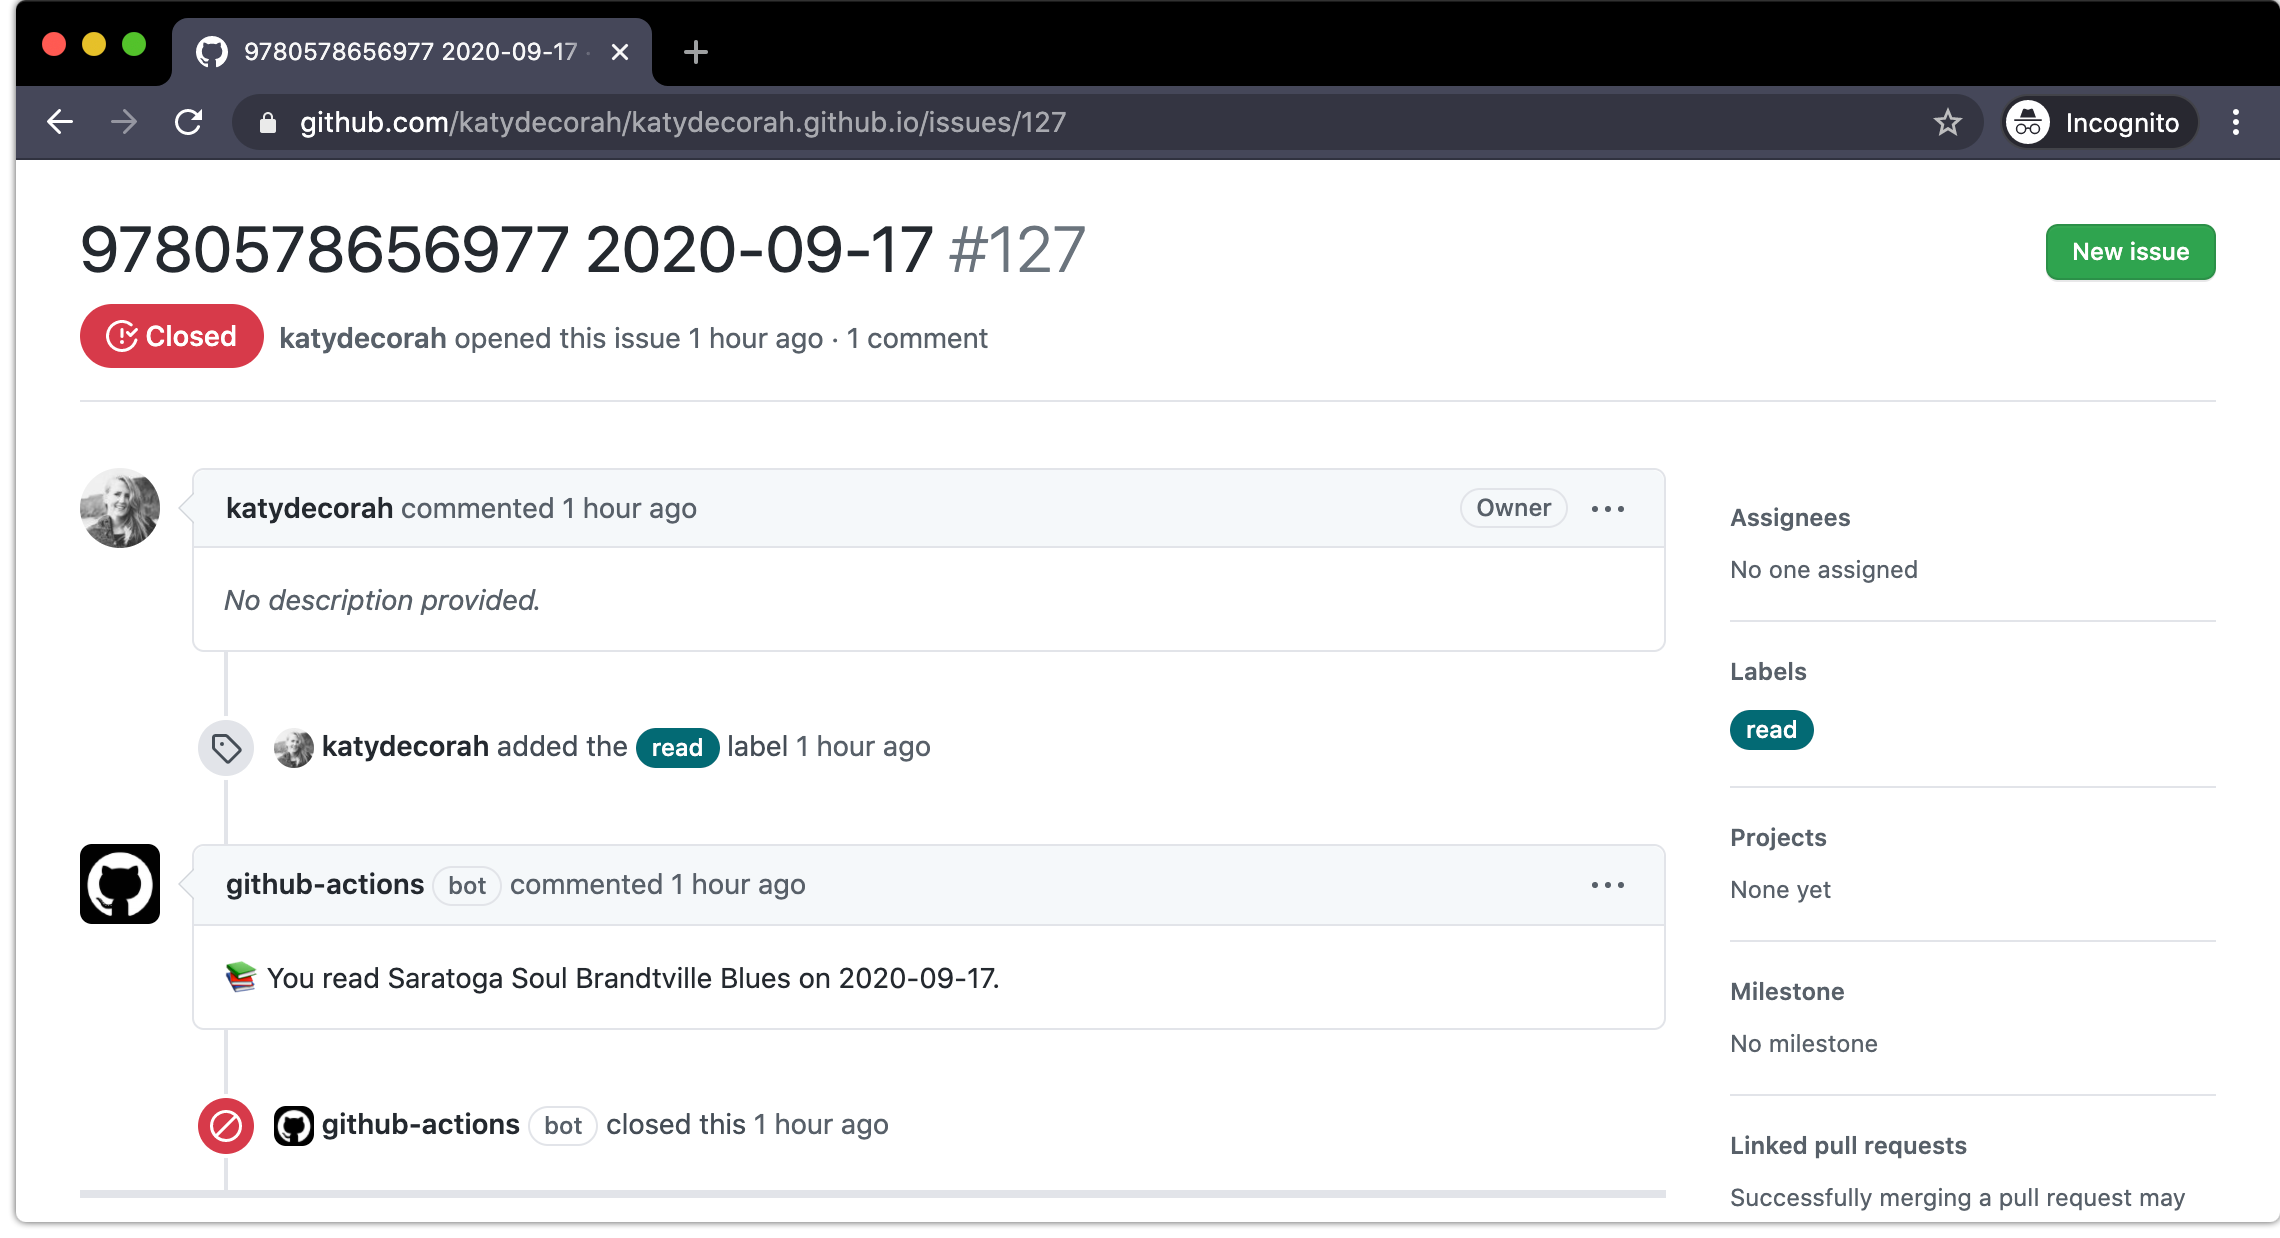 9780578656977 2020-09-17 ·
github.com/katydecorah/katydecorah.github.io/issues/127
Incognito
9780578656977 2020-09-17 #127
New issue
Closed
katydecorah opened this issue 1 hour ago · 1 comment
katydecorah commented 1 hour ago
Owner
No description provided.
katydecorah added the read label 1 hour ago
github-actions bot commented 1 hour ago
📚 You read Saratoga Soul Brandtville Blues on 2020-09-17.
github-actions bot closed this 1 hour ago
Assignees
No one assigned
Labels
read
Projects
None yet
Milestone
No milestone
Linked pull requests
Successfully merging a pull request may